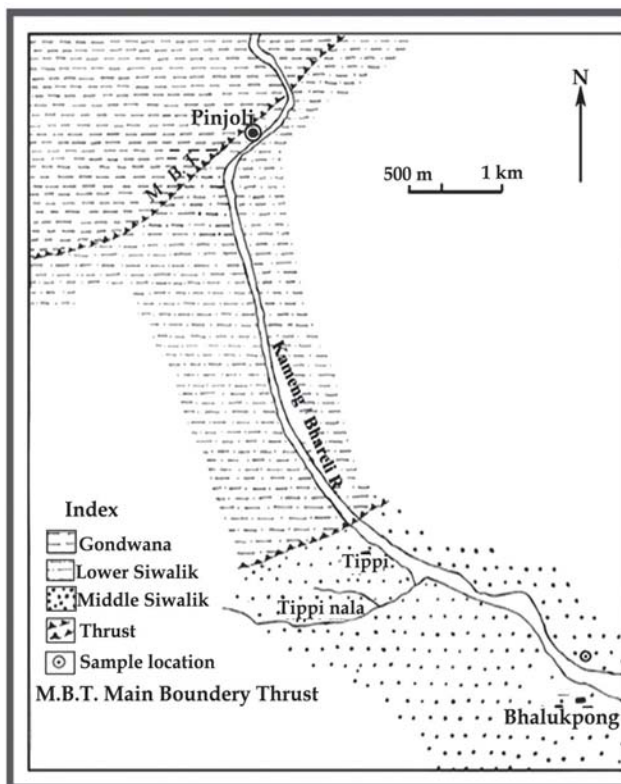 N
Pinjoli
M. B. T.
500 m 1 km
Kameng / Bhareli R.
Index
Gondwana
Lower Siwalik
Middle Siwalik
Thrust
Sample location
M.B.T. Main Boundery Thrust
Tippi
Tippi nala
Bhalukpong